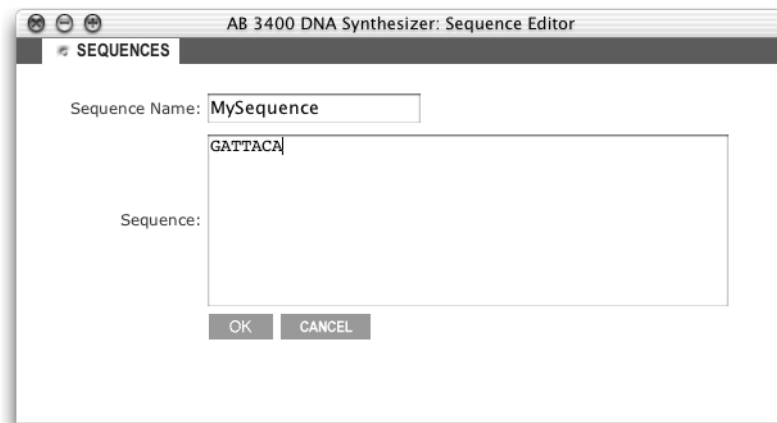 AB 3400 DNA Synthesizer: Sequence Editor
SEQUENCES
Sequence Name: MySequence
GATTACA
Sequence:
OK CANCEL